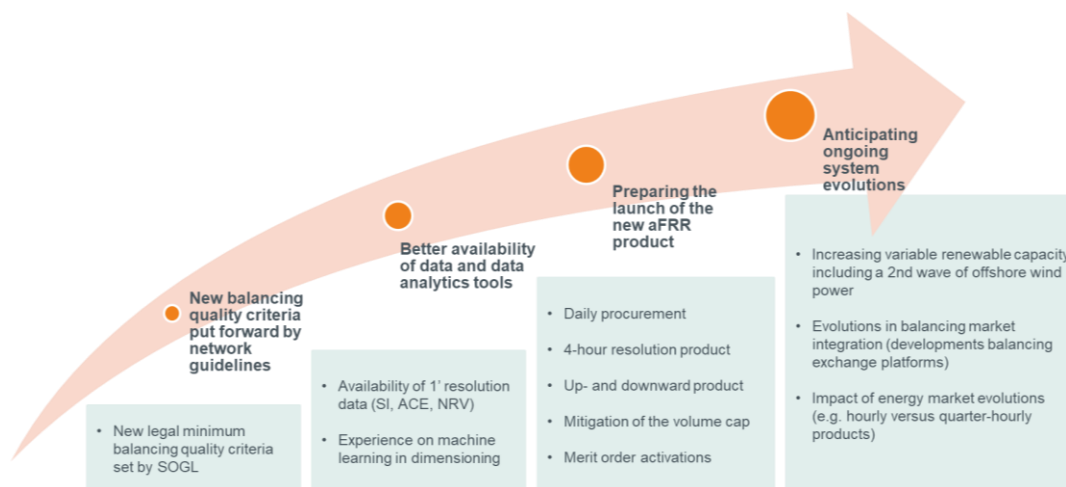 New balancing
quality criteria
put forward by
network
guidelines
• New legal minimum
balancing quality criteria
set by SOGL
Better availability
of data and data
analytics tools
• Availability of 1' resolution
data (SI, ACE, NRV)
• Experience on machine
learning in dimensioning
Preparing the
launch of the
new aFRR
product
• Daily procurement
• 4-hour resolution product
• Up- and downward product
• Mitigation of the volume cap
• Merit order activations
Anticipating
ongoing
system
evolutions
• Increasing variable renewable capacity
including a 2nd wave of offshore wind
power
• Evolutions in balancing market
integration (developments balancing
exchange platforms)
• Impact of energy market evolutions
(e.g. hourly versus quarter-hourly
products)